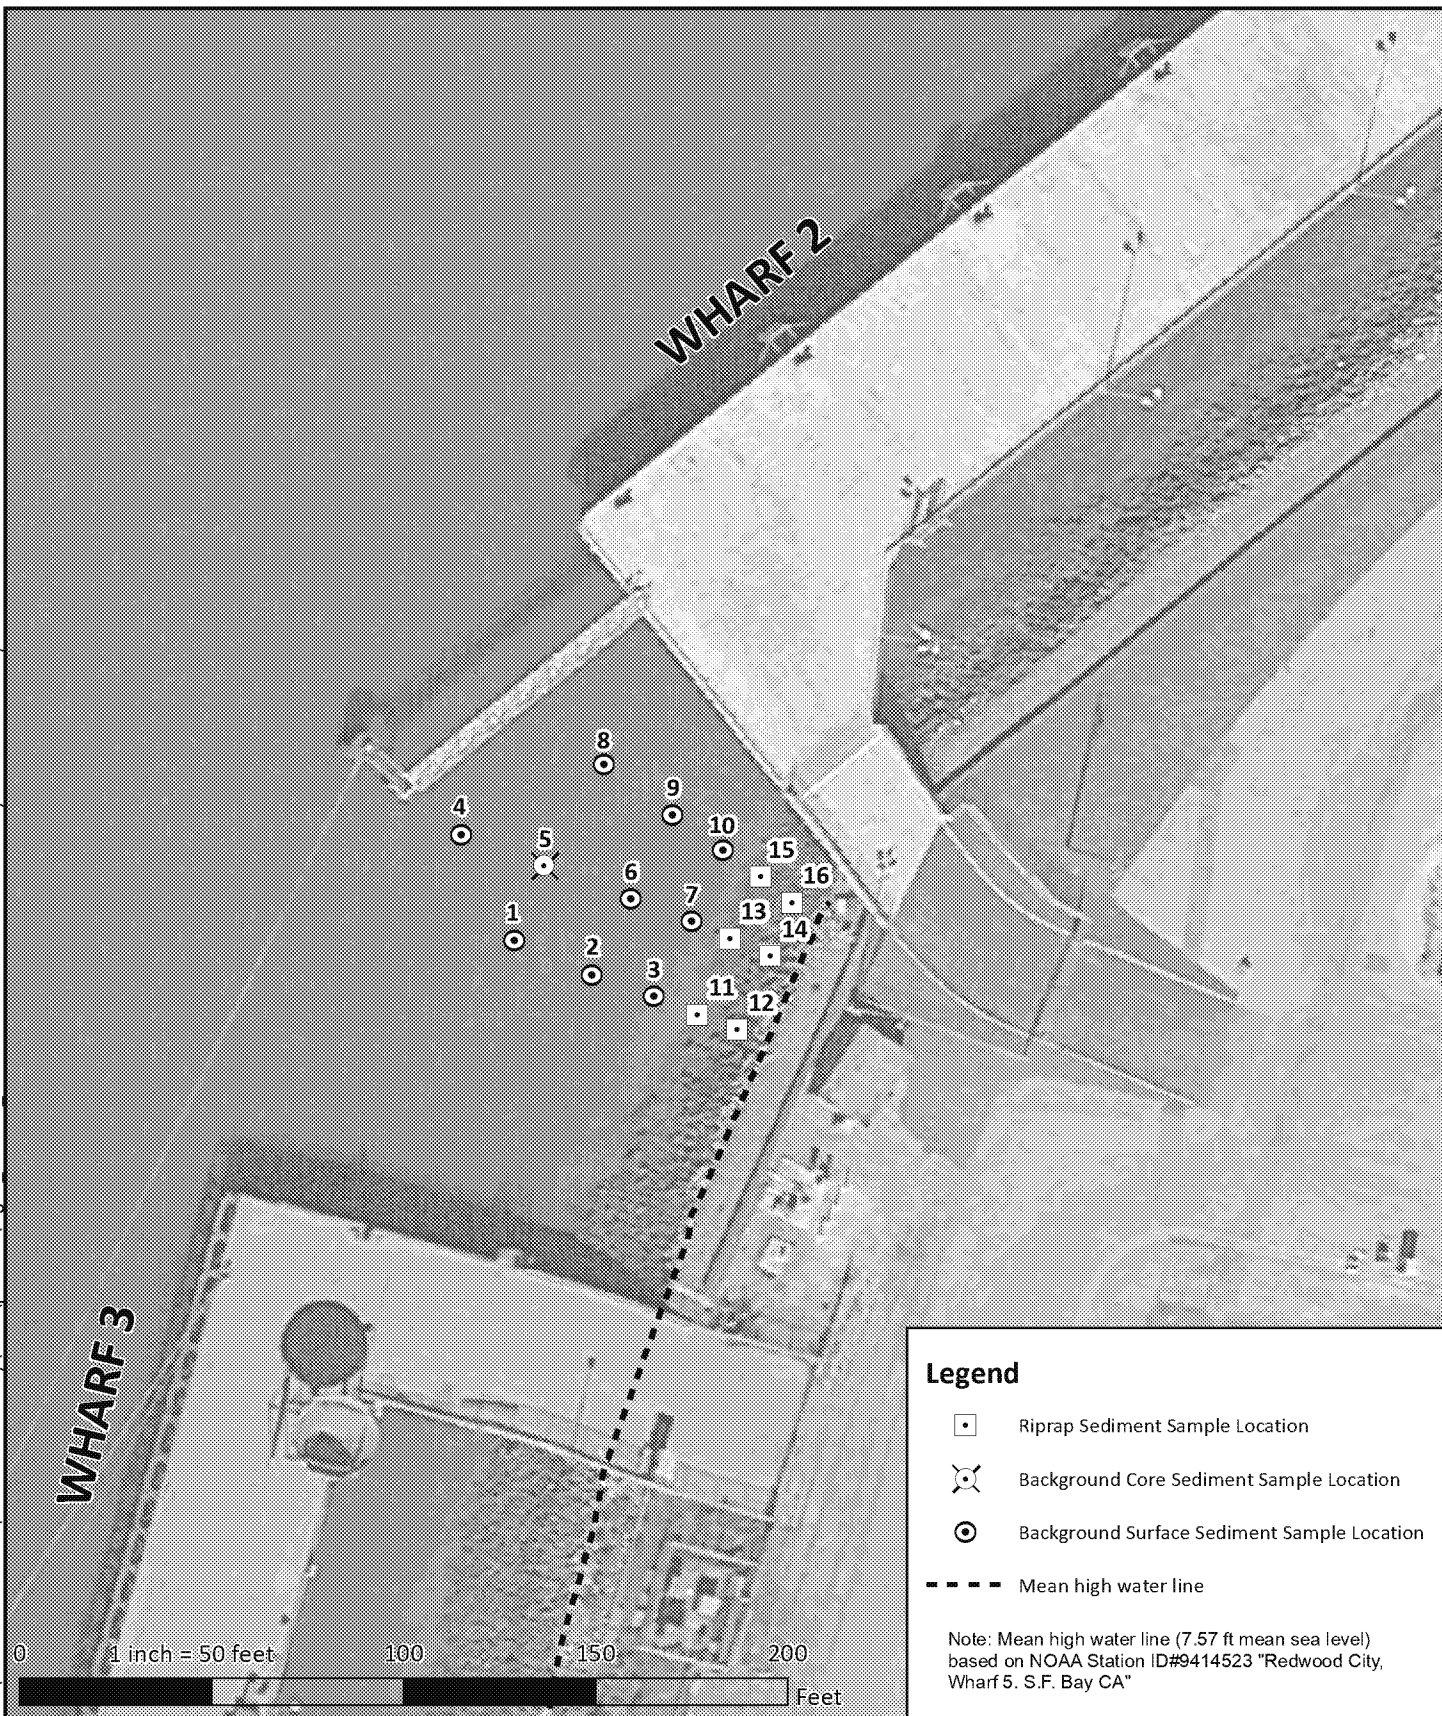 WHARF 2
8
9
4
10
5
15
6
16
7
13
1
14
2
3
11
12
WHARF 3
Legend
Riprap Sediment Sample Location
Background Core Sediment Sample Location
Background Surface Sediment Sample Location
Mean high water line
Note: Mean high water line (7.57 ft mean sea level)
based on NOAA Station ID#9414523 "Redwood City,
Wharf 5. S.F. Bay CA"
0 1 inch = 50 feet 100 150 200
Feet